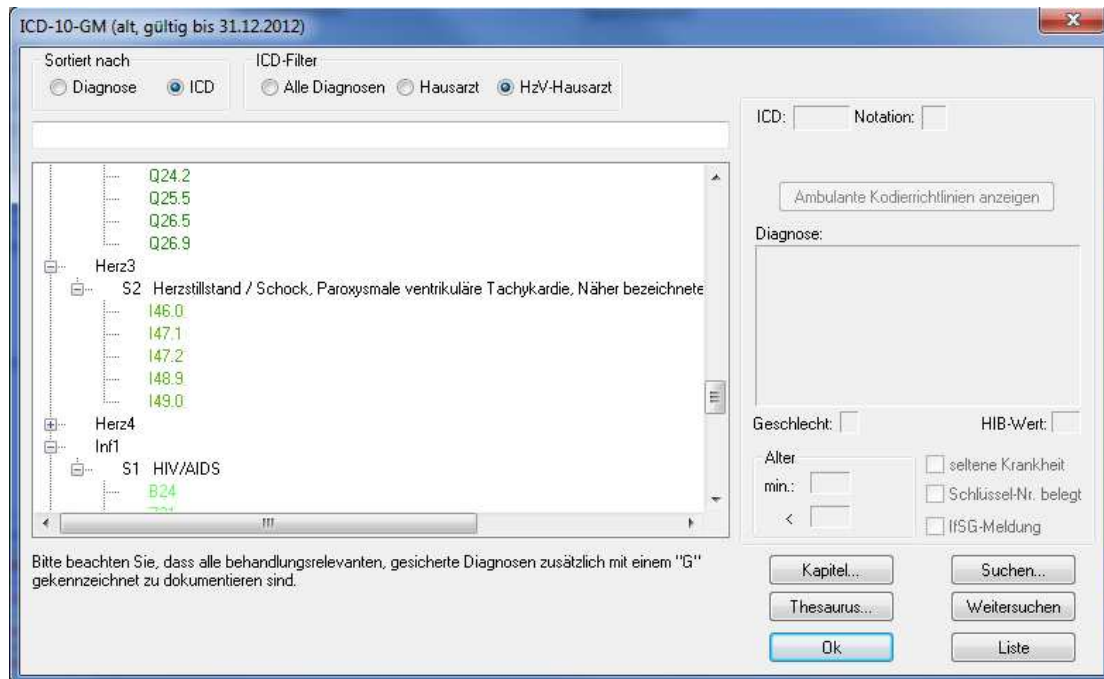 ICD-10-GM (alt, gültig bis 31.12.2012)
Sortiert nach
Diagnose ICD
ICD-Filter
Alle Diagnosen Hausarzt HzV-Hausarzt
Q24.2
Q25.5
Q26.5
Q26.9
Herz3
S2 Herzstillstand / Schock, Paroxysmale ventrikuläre Tachykardie, Näher bezeichnete
I46.0
I47.1
I47.2
I48.9
I49.0
Herz4
Inf1
S1 HIV/AIDS
B24
Bitte beachten Sie, dass alle behandlungsrelevanten, gesicherte Diagnosen zusätzlich mit einem "G"
gekennzeichnet zu dokumentieren sind.
ICD: Notation:
Ambulante Kodierrichtlinien anzeigen
Diagnose:
Geschlecht: HIB-Wert:
Alter
min.:
<
seltene Krankheit
Schlüssel-Nr. belegt
IfSG-Meldung
Kapitel... Suchen...
Thesaurus... Weitersuchen
Ok Liste